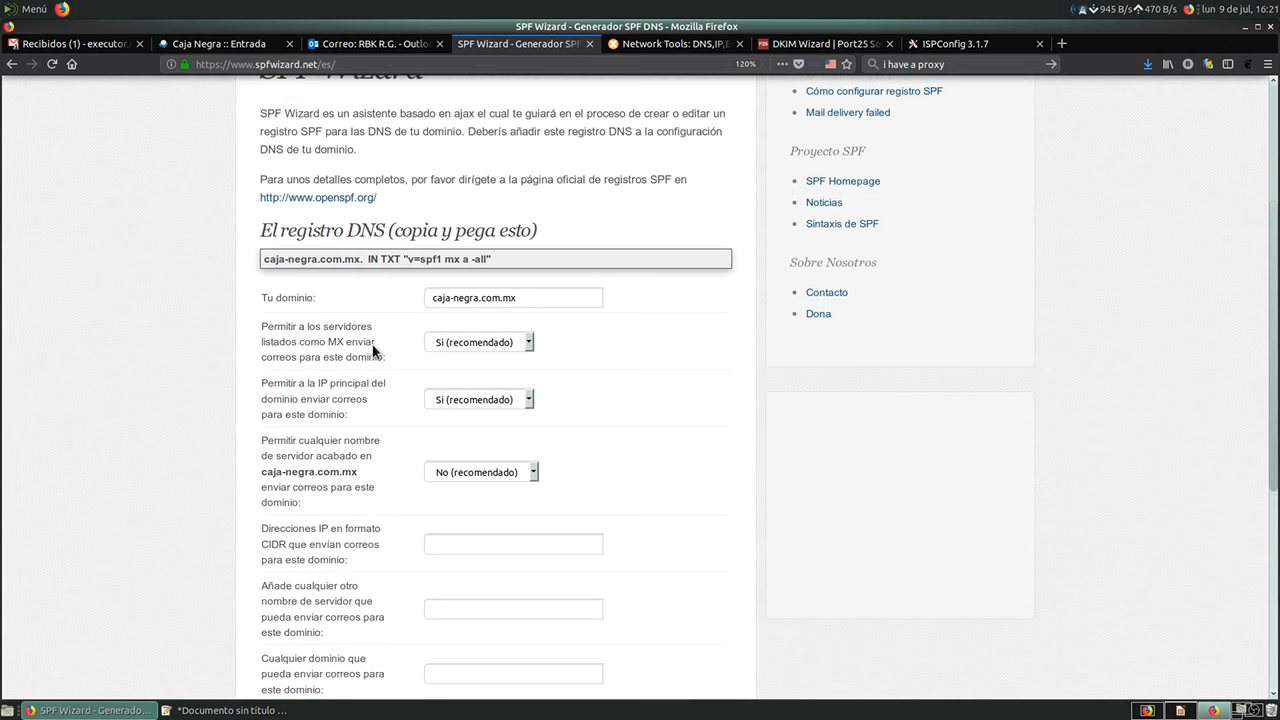 Menú
945 B/s
470 B/s
lun 9 de jul, 16:21
SPF Wizard - Generador SPF DNS - Mozilla Firefox
Recibidos (1) - executor.
Caja Negra :: Entrada
Correo: RBK R.G. - Outlook
SPF Wizard - Generador SPF
Network Tools: DNS,IP,E
DKIM Wizard | Port25 So
ISPConfig 3.1.7
https://www.spfwizard.net/es/
120%
i have a proxy
SPF Wizard
SPF Wizard es un asistente basado en ajax el cual te guiará en el proceso de crear o editar un
registro SPF para las DNS de tu dominio. Deberís añadir este registro DNS a la configuración
DNS de tu dominio.
Para unos detalles completos, por favor dirígete a la página oficial de registros SPF en
http://www.openspf.org/
El registro DNS (copia y pega esto)
caja-negra.com.mx. IN TXT "v=spf1 mx a -all"
Tu dominio:
caja-negra.com.mx
Permitir a los servidores
listados como MX enviar
correos para este dominio:
Si (recomendado)
Permitir a la IP principal del
dominio enviar correos
para este dominio:
Si (recomendado)
Permitir cualquier nombre
de servidor acabado en
caja-negra.com.mx
enviar correos para este
dominio:
No (recomendado)
Direcciones IP en formato
CIDR que envían correos
para este dominio:
Añade cualquier otro
nombre de servidor que
pueda enviar correos para
este dominio:
Cualquier dominio que
pueda enviar correos para
este dominio:
Cómo configurar registro SPF
Mail delivery failed
Proyecto SPF
SPF Homepage
Noticias
Sintaxis de SPF
Sobre Nosotros
Contacto
Dona
SPF Wizard - Generado…
*Documento sin título …